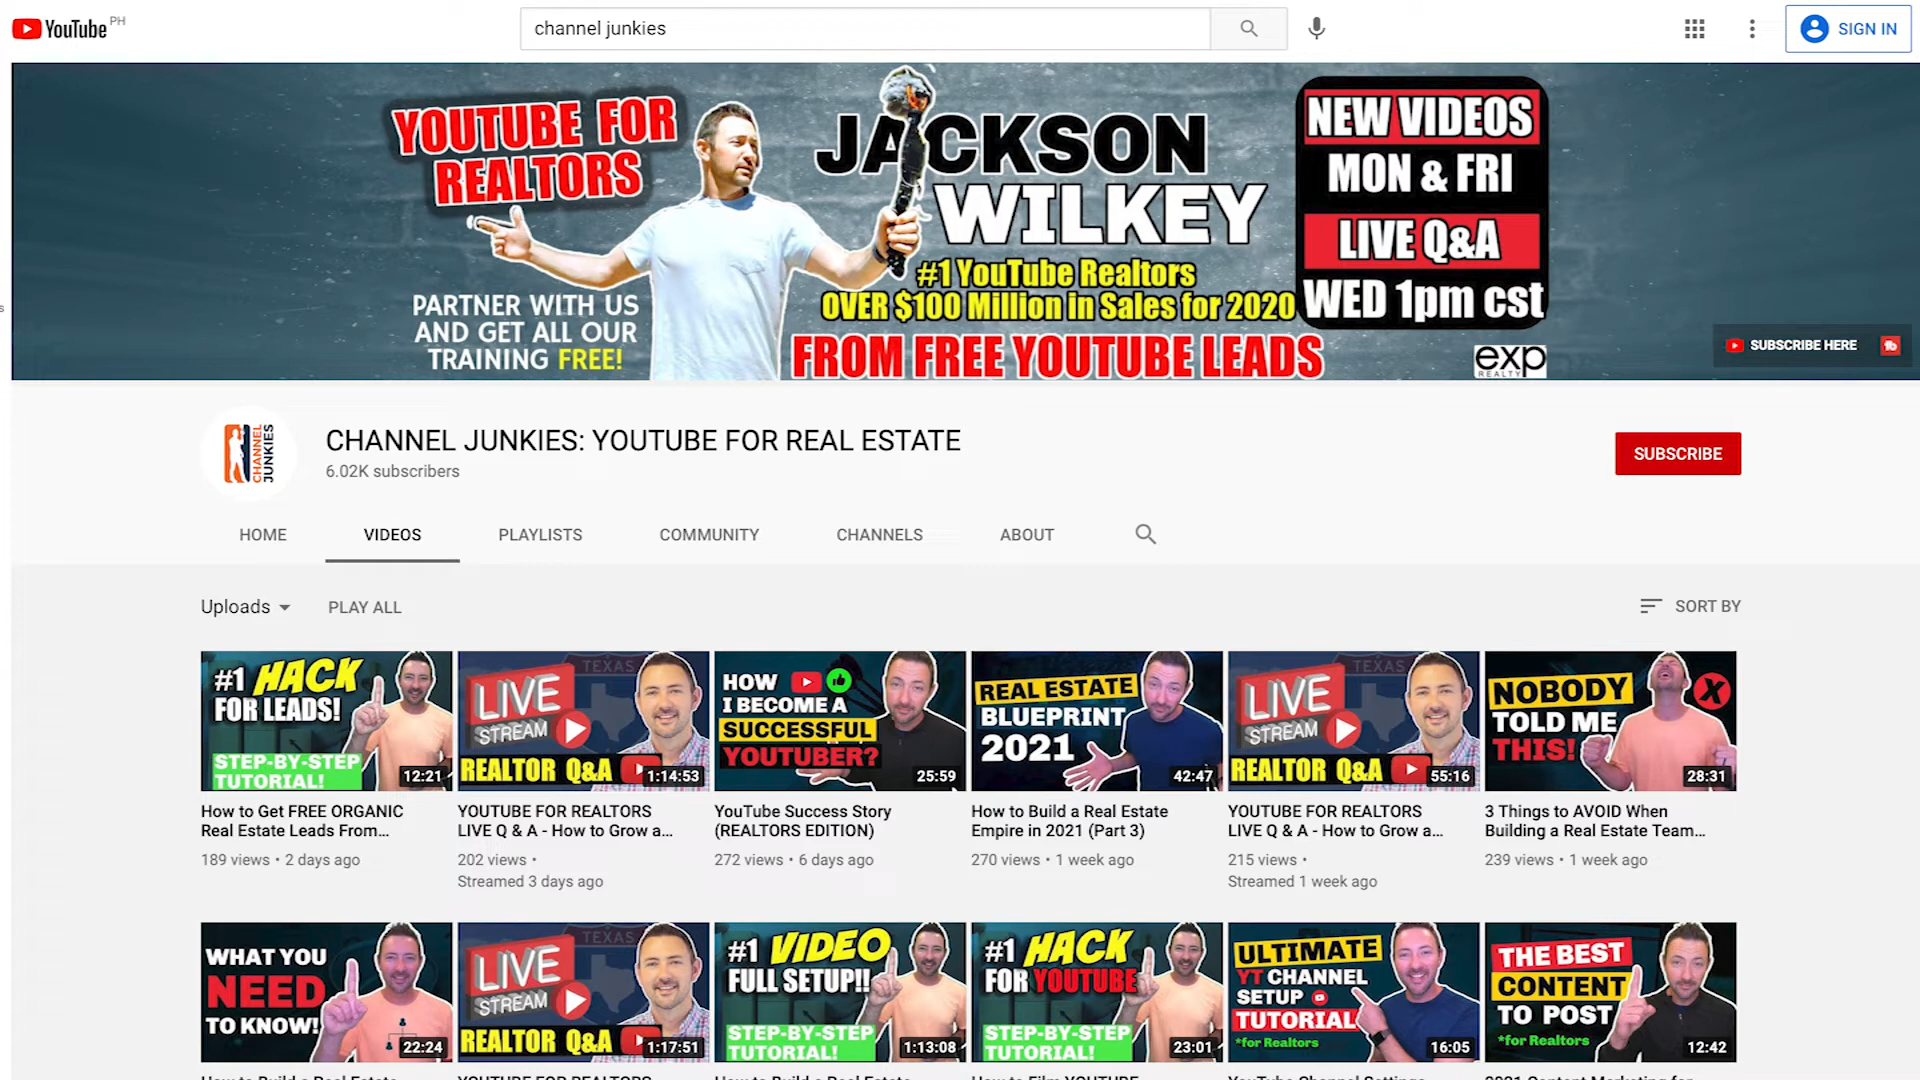 YouTube PH
channel junkies
SIGN IN
YOUTUBE FOR
REALTORS
PARTNER WITH US
AND GET ALL OUR
TRAINING FREE!
JACKSON
WILKEY
#1 YouTube Realtors
OVER $100 Million in Sales for 2020
FROM FREE YOUTUBE LEADS
NEW VIDEOS
MON & FRI
LIVE Q&A
WED 1pm cst
exp
REALTY
SUBSCRIBE HERE
CHANNEL
JUNKIES
CHANNEL JUNKIES: YOUTUBE FOR REAL ESTATE
6.02K subscribers
SUBSCRIBE
HOME VIDEOS PLAYLISTS COMMUNITY CHANNELS ABOUT
Uploads PLAY ALL
SORT BY
#1 HACK
FOR LEADS!
STEP-BY-STEP
TUTORIAL!
12:21
How to Get FREE ORGANIC
Real Estate Leads From...
189 views • 2 days ago
TEXAS
LIVE
STREAM
REALTOR Q&A
1:14:53
YOUTUBE FOR REALTORS
LIVE Q & A - How to Grow a...
202 views •
Streamed 3 days ago
HOW
I BECOME A
SUCCESSFUL
YOUTUBER?
25:59
YouTube Success Story
(REALTORS EDITION)
272 views • 6 days ago
REAL ESTATE
BLUEPRINT
2021
42:47
How to Build a Real Estate
Empire in 2021 (Part 3)
270 views • 1 week ago
TEXAS
LIVE
STREAM
REALTOR Q&A
55:16
YOUTUBE FOR REALTORS
LIVE Q & A - How to Grow a...
215 views •
Streamed 1 week ago
NOBODY
TOLD ME
THIS!
X
28:31
3 Things to AVOID When
Building a Real Estate Team...
239 views • 1 week ago
WHAT YOU
NEED
TO KNOW!
22:24
TEXAS
LIVE
STREAM
REALTOR Q&A
1:17:51
#1 VIDEO
FULL SETUP!!
STEP-BY-STEP
TUTORIAL!
1:13:08
#1 HACK
FOR YOUTUBE
STEP-BY-STEP
TUTORIAL!
23:01
ULTIMATE
YT CHANNEL
SETUP
TUTORIAL
*for Realtors
16:05
THE BEST
CONTENT
TO POST
*for Realtors
12:42